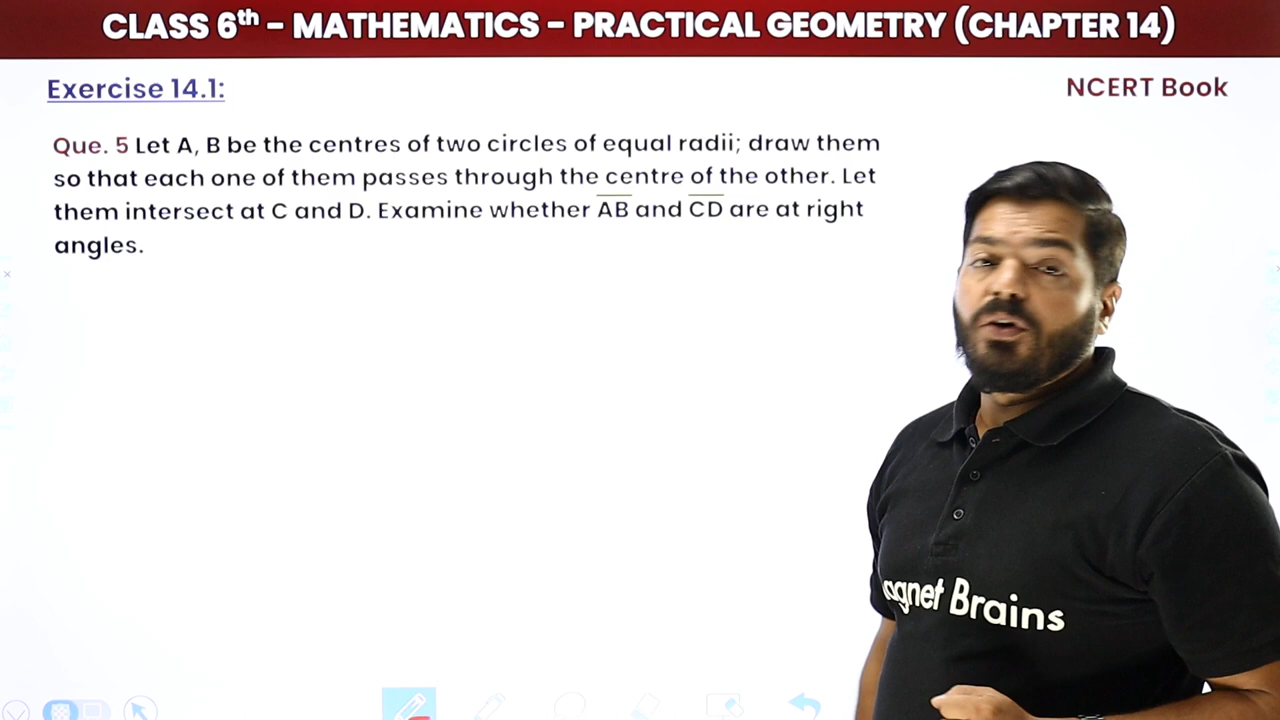 CLASS 6th - MATHEMATICS - PRACTICAL GEOMETRY (CHAPTER 14)
Exercise 14.1:
NCERT Book
Que. 5 Let A, B be the centres of two circles of equal radii; draw them
so that each one of them passes through the centre of the other. Let
them intersect at C and D. Examine whether A̅B̅ and C̅D̅ are at right
angles.
agnet Brains